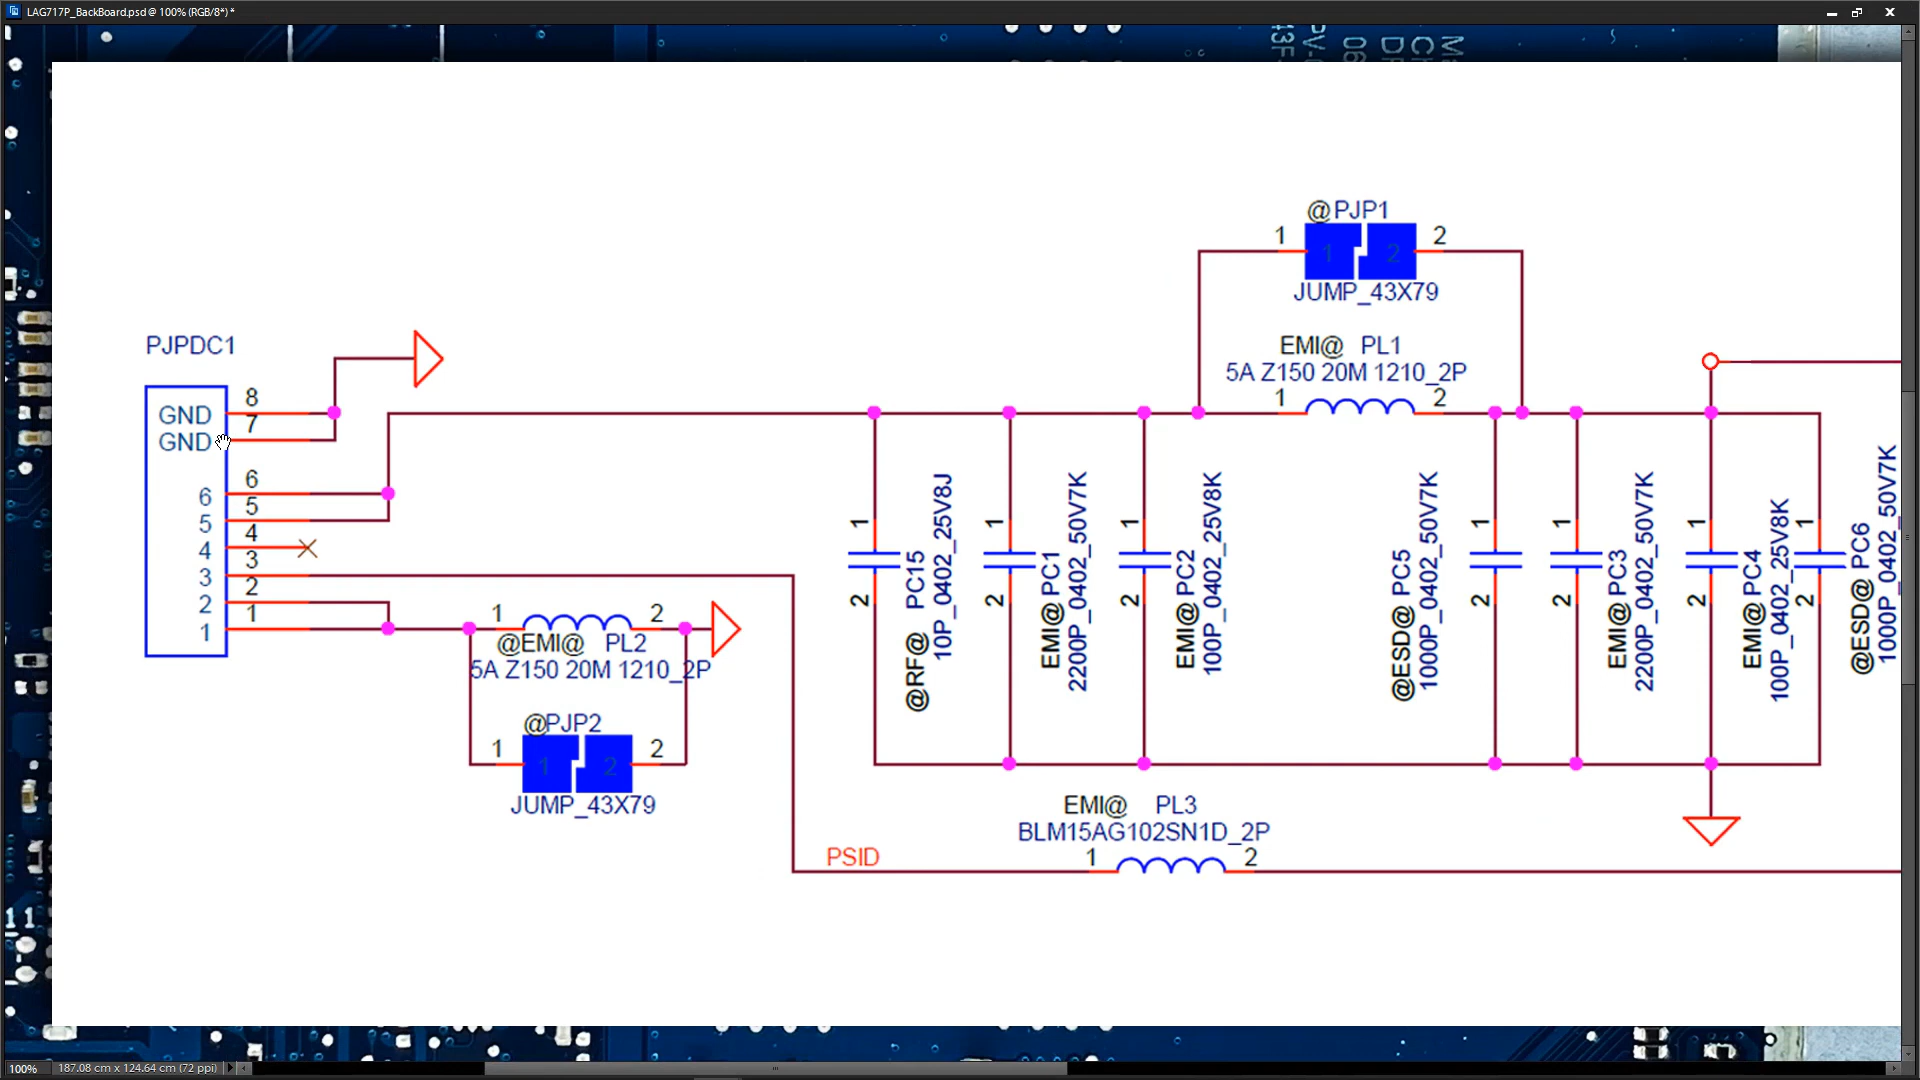 LAG717P_BackBoard.psd @ 100% (RGB/8*) *
@PJP1
1 1 2 2
JUMP_43X79
PJPDC1
EMI@ PL1
5A Z150 20M 1210_2P
1 2
GND 8
GND 7
6 6
5 5
4 4
3 3
2 2
1 1
1 2
@EMI@ PL2
5A Z150 20M 1210_2P
@PJP2
1 1 2 2
JUMP_43X79
1 2
@RF@ PC15
10P_0402_25V8J
1 2
EMI@ PC1
2200P_0402_50V7K
1 2
EMI@ PC2
100P_0402_25V8K
@ESD@ PC5
1000P_0402_50V7K
1 2
1 2
EMI@ PC3
2200P_0402_50V7K
1 2
EMI@ PC4
100P_0402_25V8K
1 2
@ESD@ PC6
1000P_0402_50V7K
EMI@ PL3
BLM15AG102SN1D_2P
PSID 1 2
11
100% 187.08 cm x 124.64 cm (72 ppi)